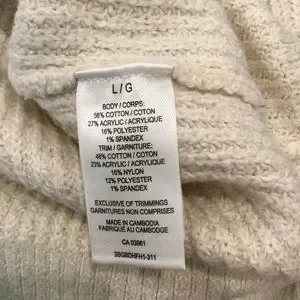 L / G
BODY / CORPS:
56% COTTON / COTON
27% ACRYLIC / ACRYLIQUE
16% POLYESTER
1% SPANDEX
TRIM / GARNITURE:
48% COTTON / COTON
23% ACRYLIC / ACRYLIQUE
16% NYLON
12% POLYESTER
1% SPANDEX
EXCLUSIVE OF TRIMMINGS
GARNITURES NON COMPRISES
MADE IN CAMBODIA
FABRIQUÉ AU CAMBODGE
CA 03961
3BGBDHFH1-311